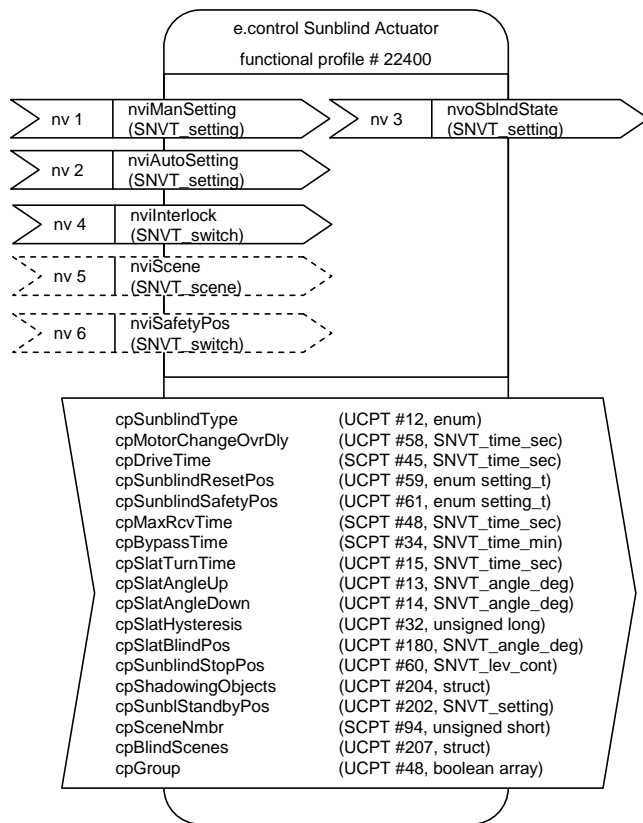 e.control Sunblind Actuator
functional profile # 22400
nv 1 nviManSetting (SNVT_setting)
nv 3 nvoSblndState (SNVT_setting)
nv 2 nviAutoSetting (SNVT_setting)
nv 4 nviInterlock (SNVT_switch)
nv 5 nviScene (SNVT_scene)
nv 6 nviSafetyPos (SNVT_switch)
cpSunblindType (UCPT #12, enum)
cpMotorChangeOvrDly (UCPT #58, SNVT_time_sec)
cpDriveTime (SCPT #45, SNVT_time_sec)
cpSunblindResetPos (UCPT #59, enum setting_t)
cpSunblindSafetyPos (UCPT #61, enum setting_t)
cpMaxRcvTime (SCPT #48, SNVT_time_sec)
cpBypassTime (SCPT #34, SNVT_time_min)
cpSlatTurnTime (UCPT #15, SNVT_time_sec)
cpSlatAngleUp (UCPT #13, SNVT_angle_deg)
cpSlatAngleDown (UCPT #14, SNVT_angle_deg)
cpSlatHysteresis (UCPT #32, unsigned long)
cpSlatBlindPos (UCPT #180, SNVT_angle_deg)
cpSunblindStopPos (UCPT #60, SNVT_lev_cont)
cpShadowingObjects (UCPT #204, struct)
cpSunblStandbyPos (UCPT #202, SNVT_setting)
cpSceneNmbr (SCPT #94, unsigned short)
cpBlindScenes (UCPT #207, struct)
cpGroup (UCPT #48, boolean array)